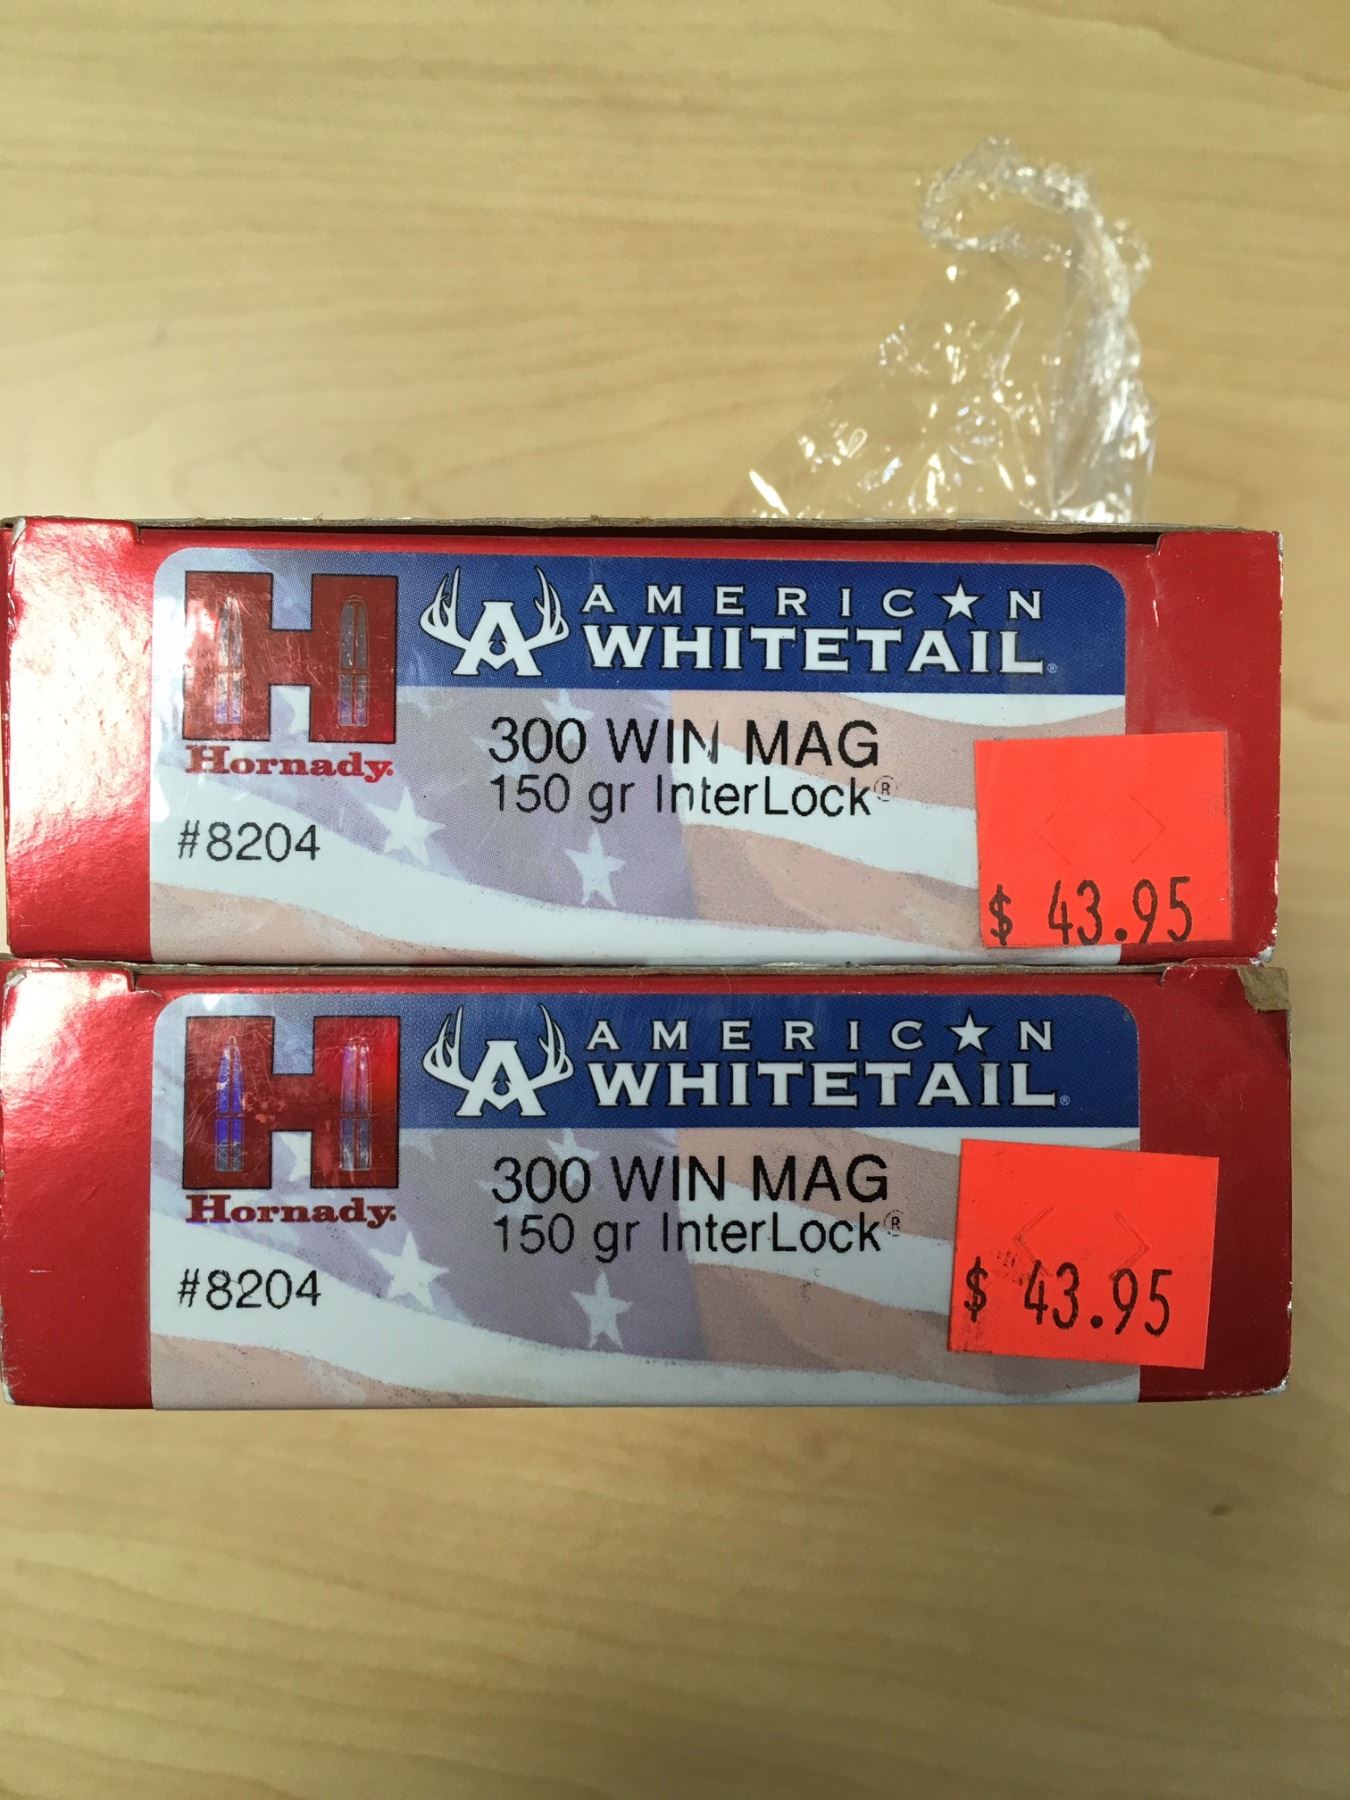 AMERIC★N
WHITETAIL®
Hornady®
300 WIN MAG
150 gr InterLock®
#8204
$ 43.95
AMERIC★N
WHITETAIL®
Hornady®
300 WIN MAG
150 gr InterLock®
#8204
$ 43.95